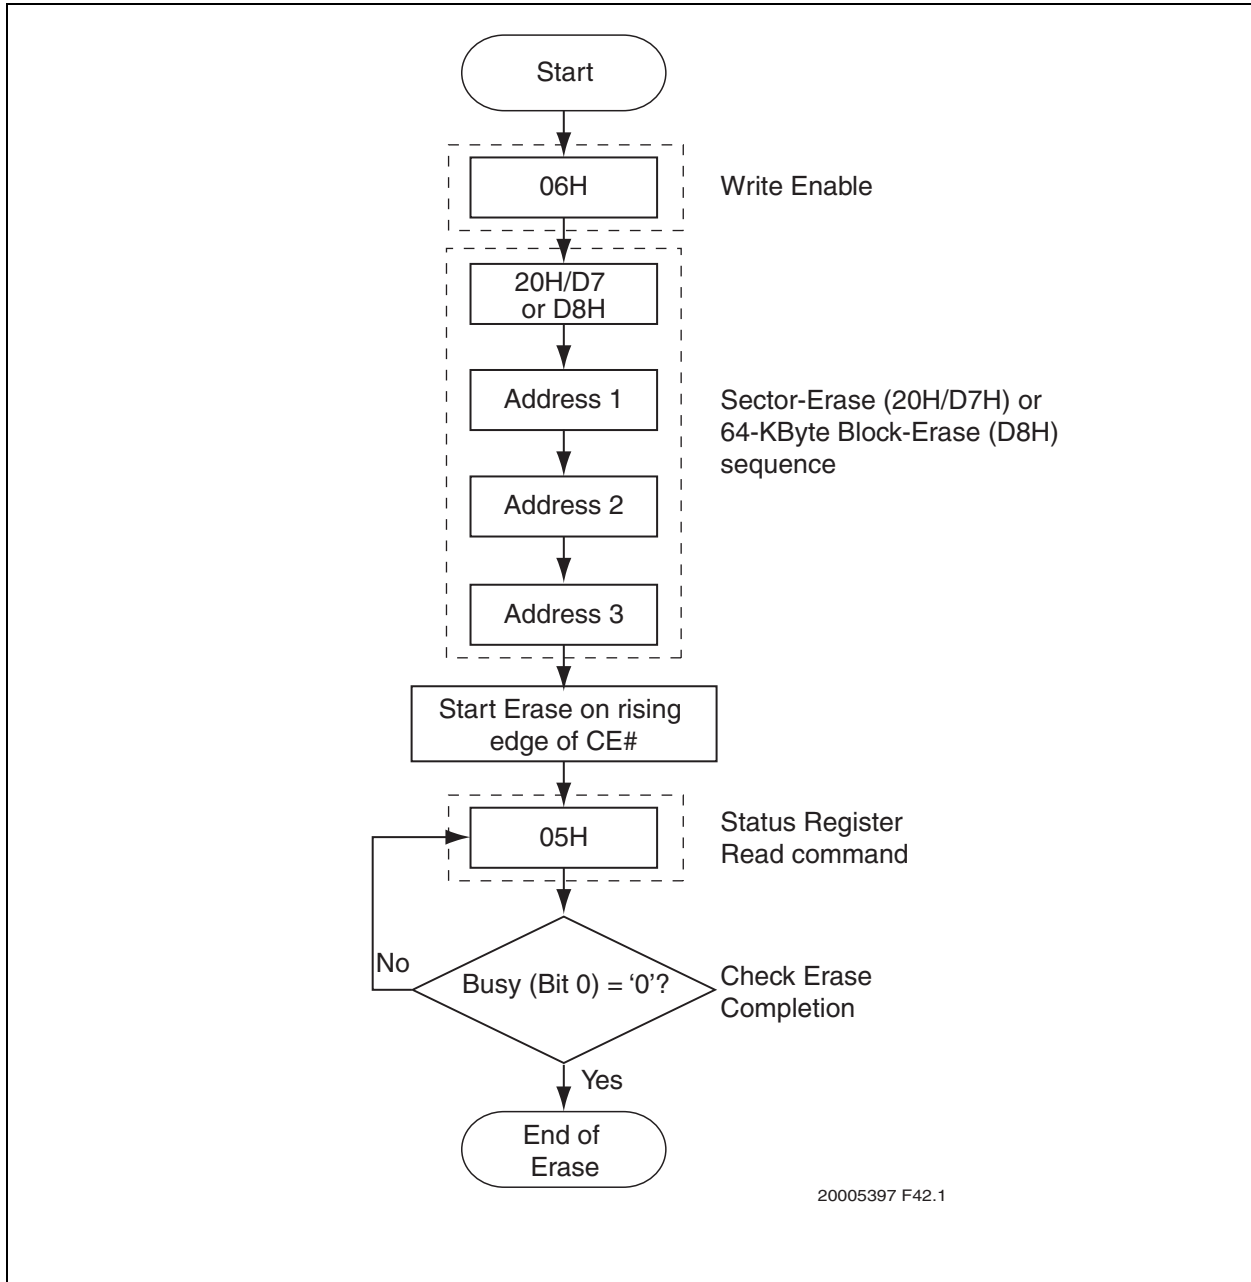 Start
06H
Write Enable
20H/D7
or D8H
Address 1
Sector-Erase (20H/D7H) or
64-KByte Block-Erase (D8H)
sequence
Address 2
Address 3
Start Erase on rising
edge of CE#
05H
Status Register
Read command
No
Busy (Bit 0) = ‘0’?
Check Erase
Completion
Yes
End of
Erase
20005397 F42.1